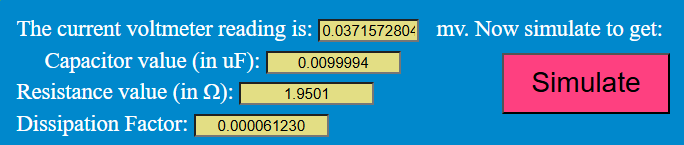 The current voltmeter reading is: 0.0371572804 mv. Now simulate to get:
Capacitor value (in uF): 0.0099994
Simulate
Resistance value (in Ω): 1.9501
Dissipation Factor: 0.000061230